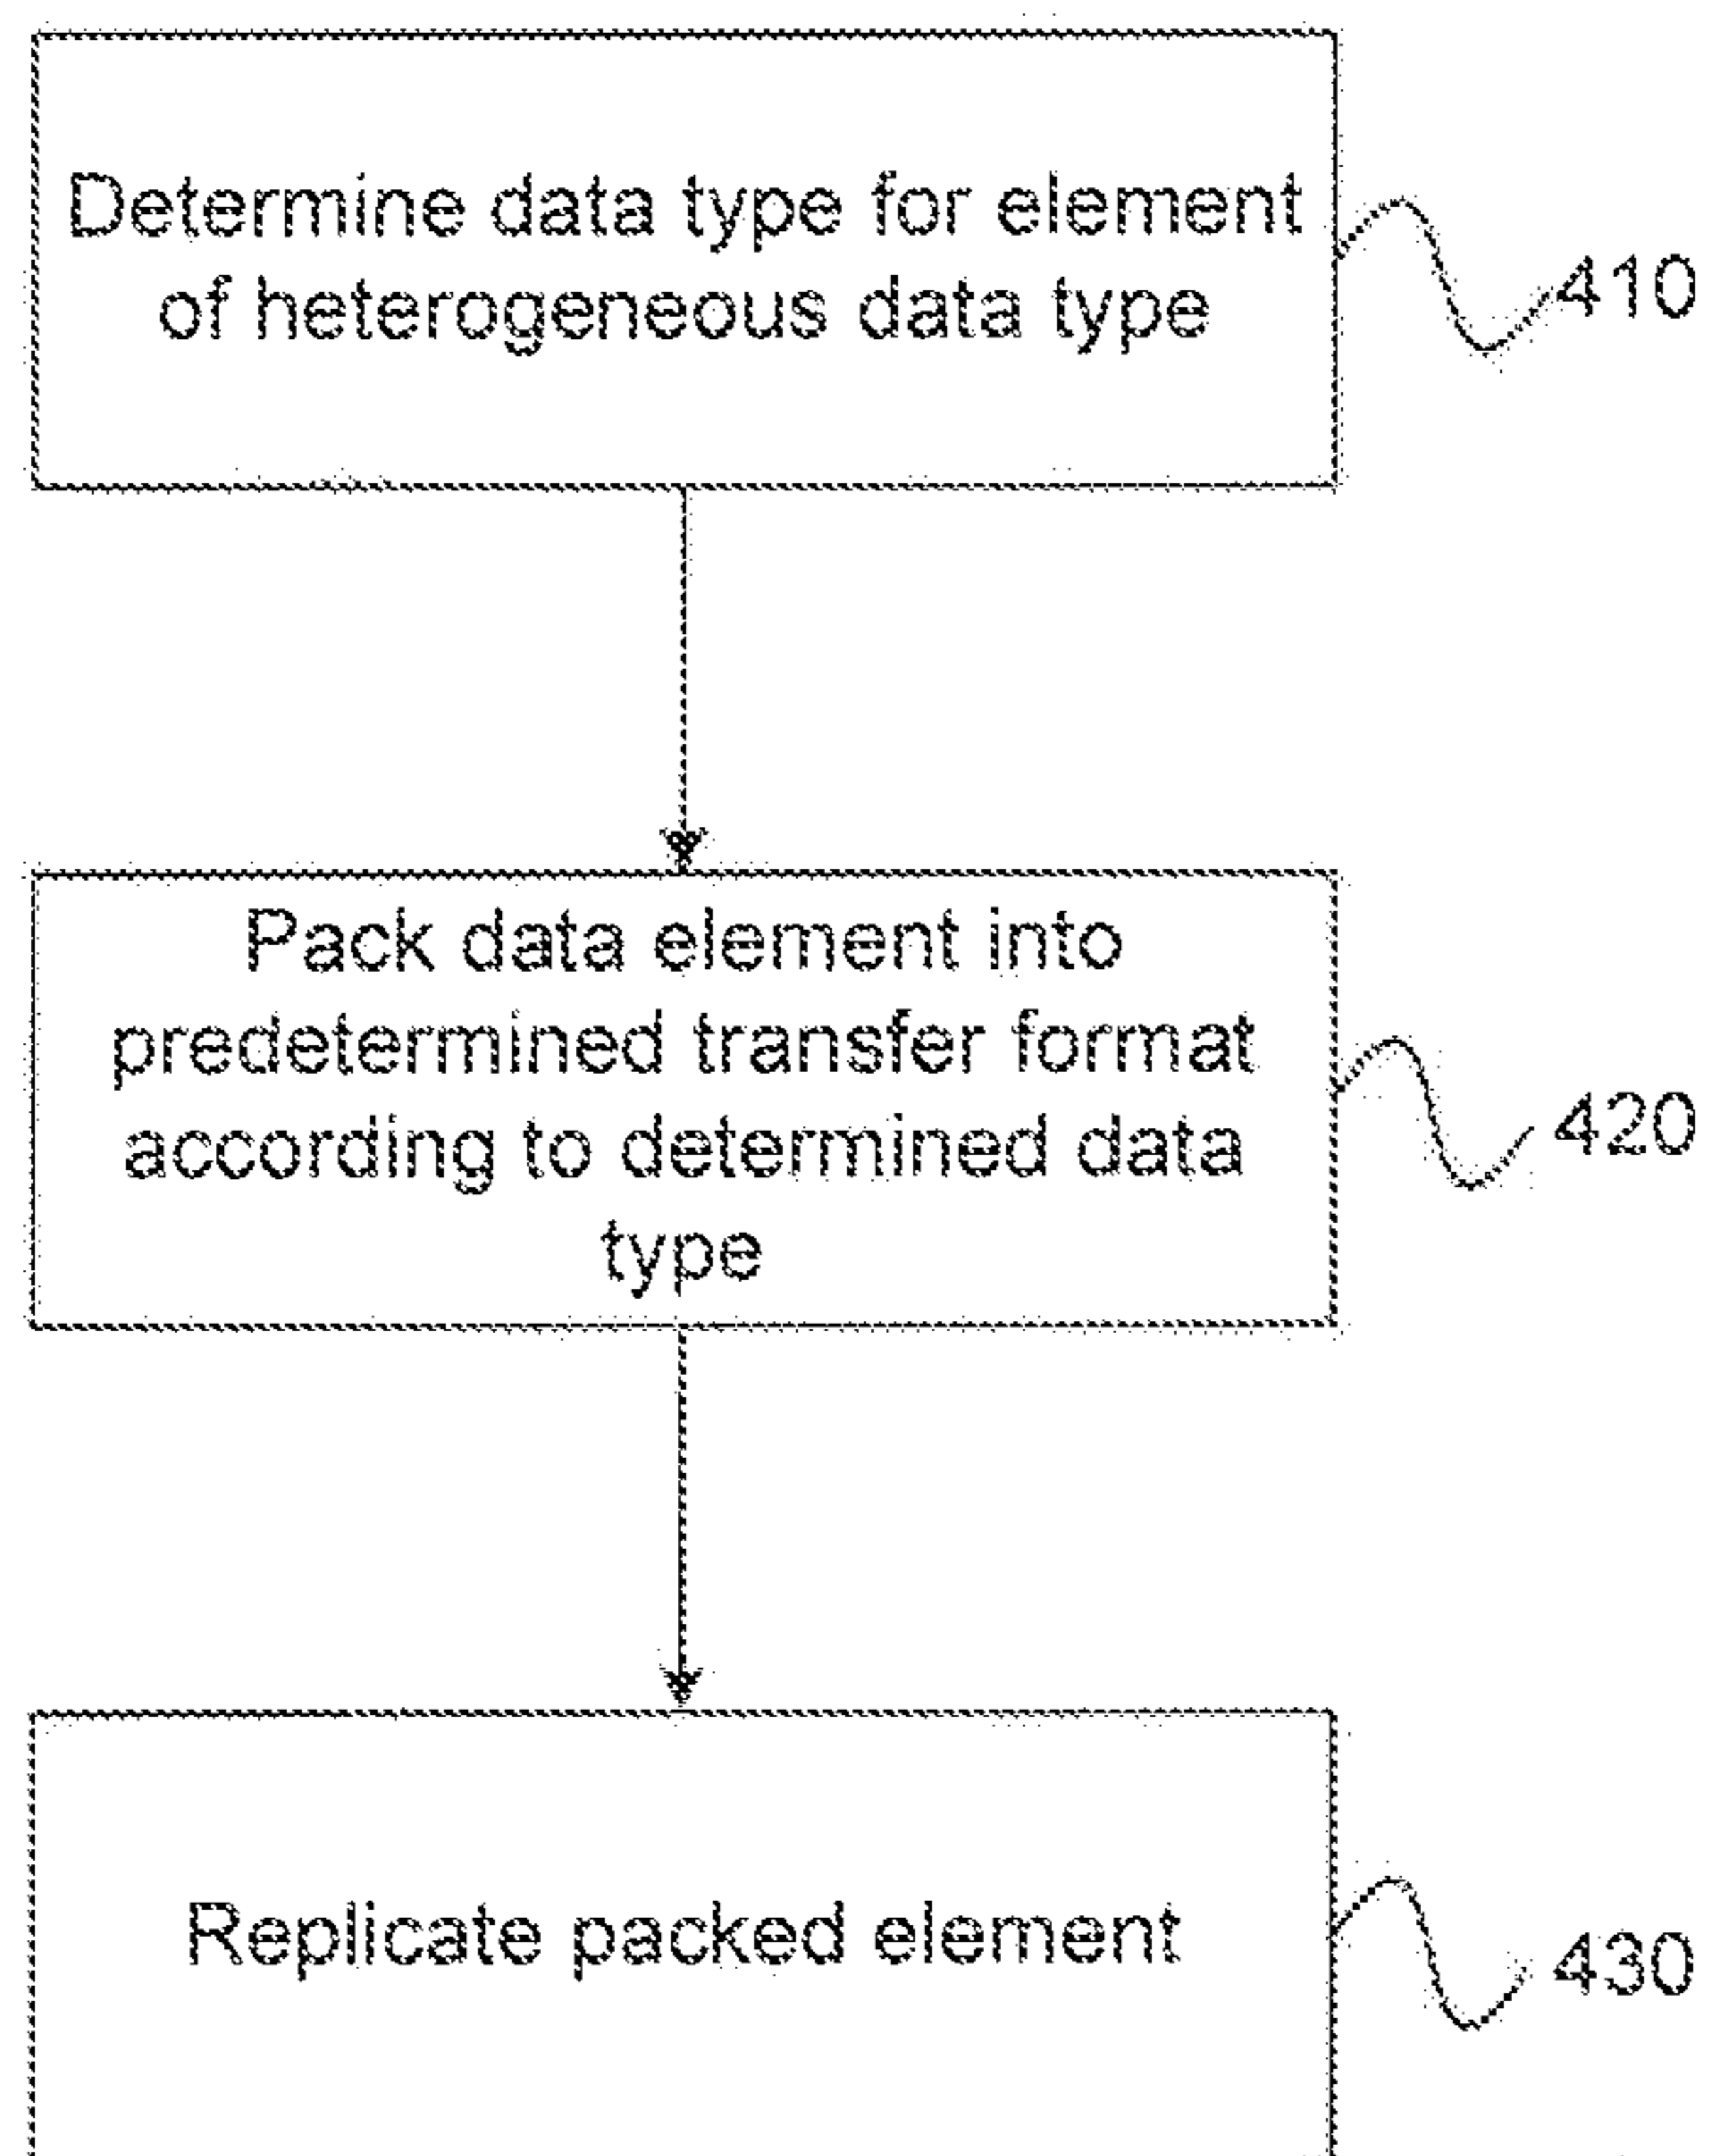 Determine data type for element
of heterogeneous data type
410
Pack data element into
predetermined transfer format
according to determined data
type
420
Replicate packed element
430